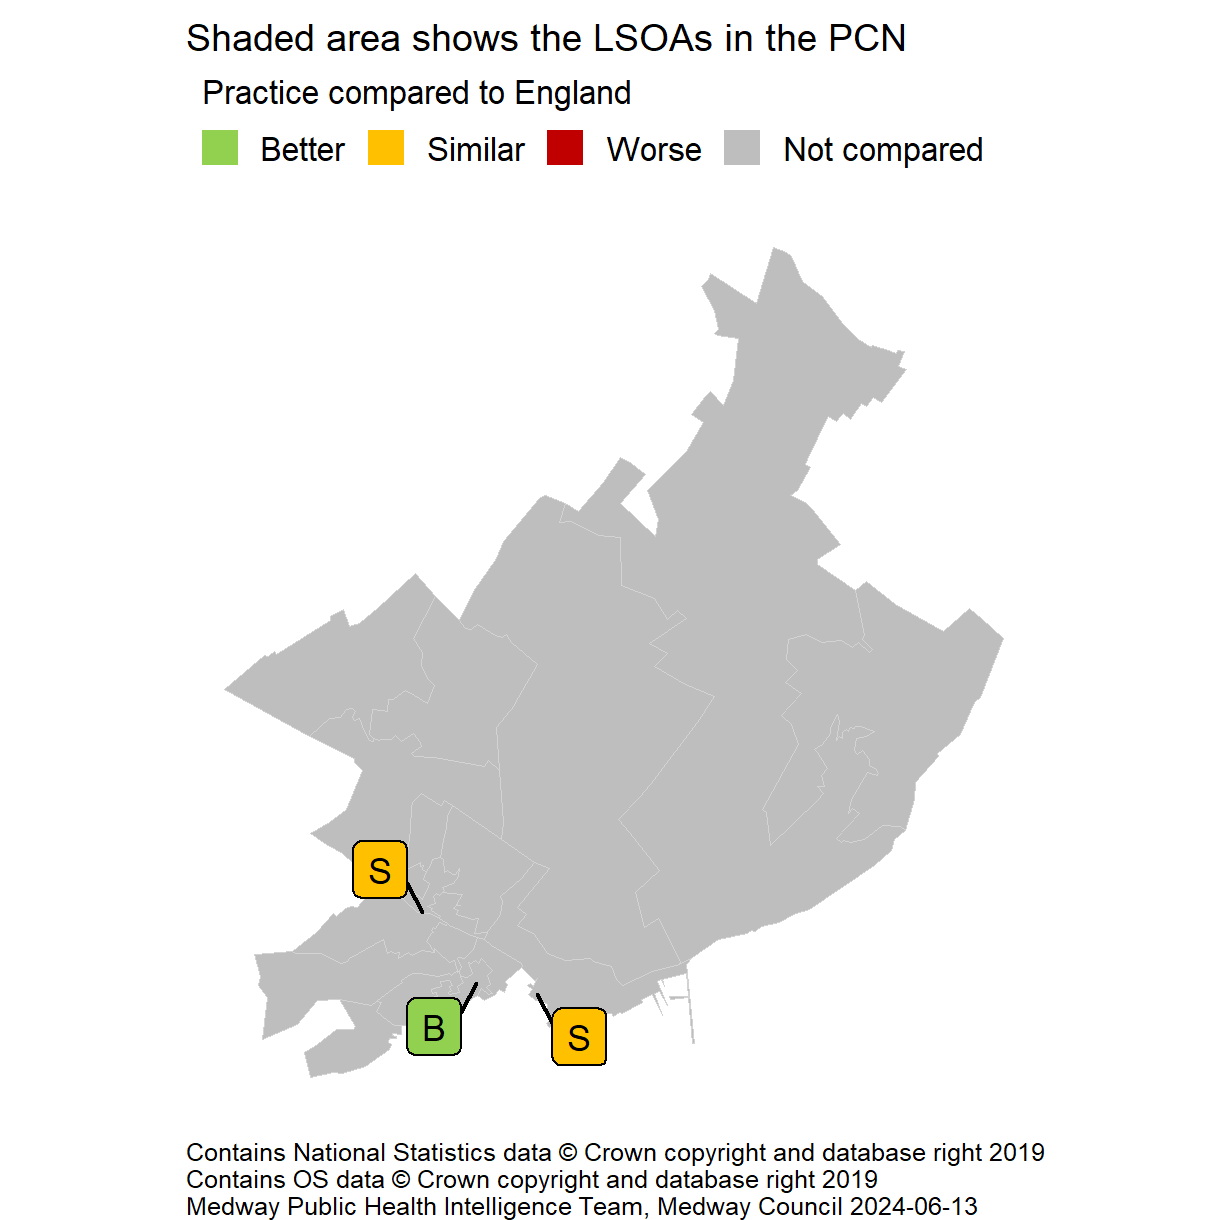 Shaded area shows the LSOAs in the PCN
Practice compared to England
Better Similar Worse Not compared
S
B
S
Contains National Statistics data © Crown copyright and database right 2019
Contains OS data © Crown copyright and database right 2019
Medway Public Health Intelligence Team, Medway Council 2024-06-13